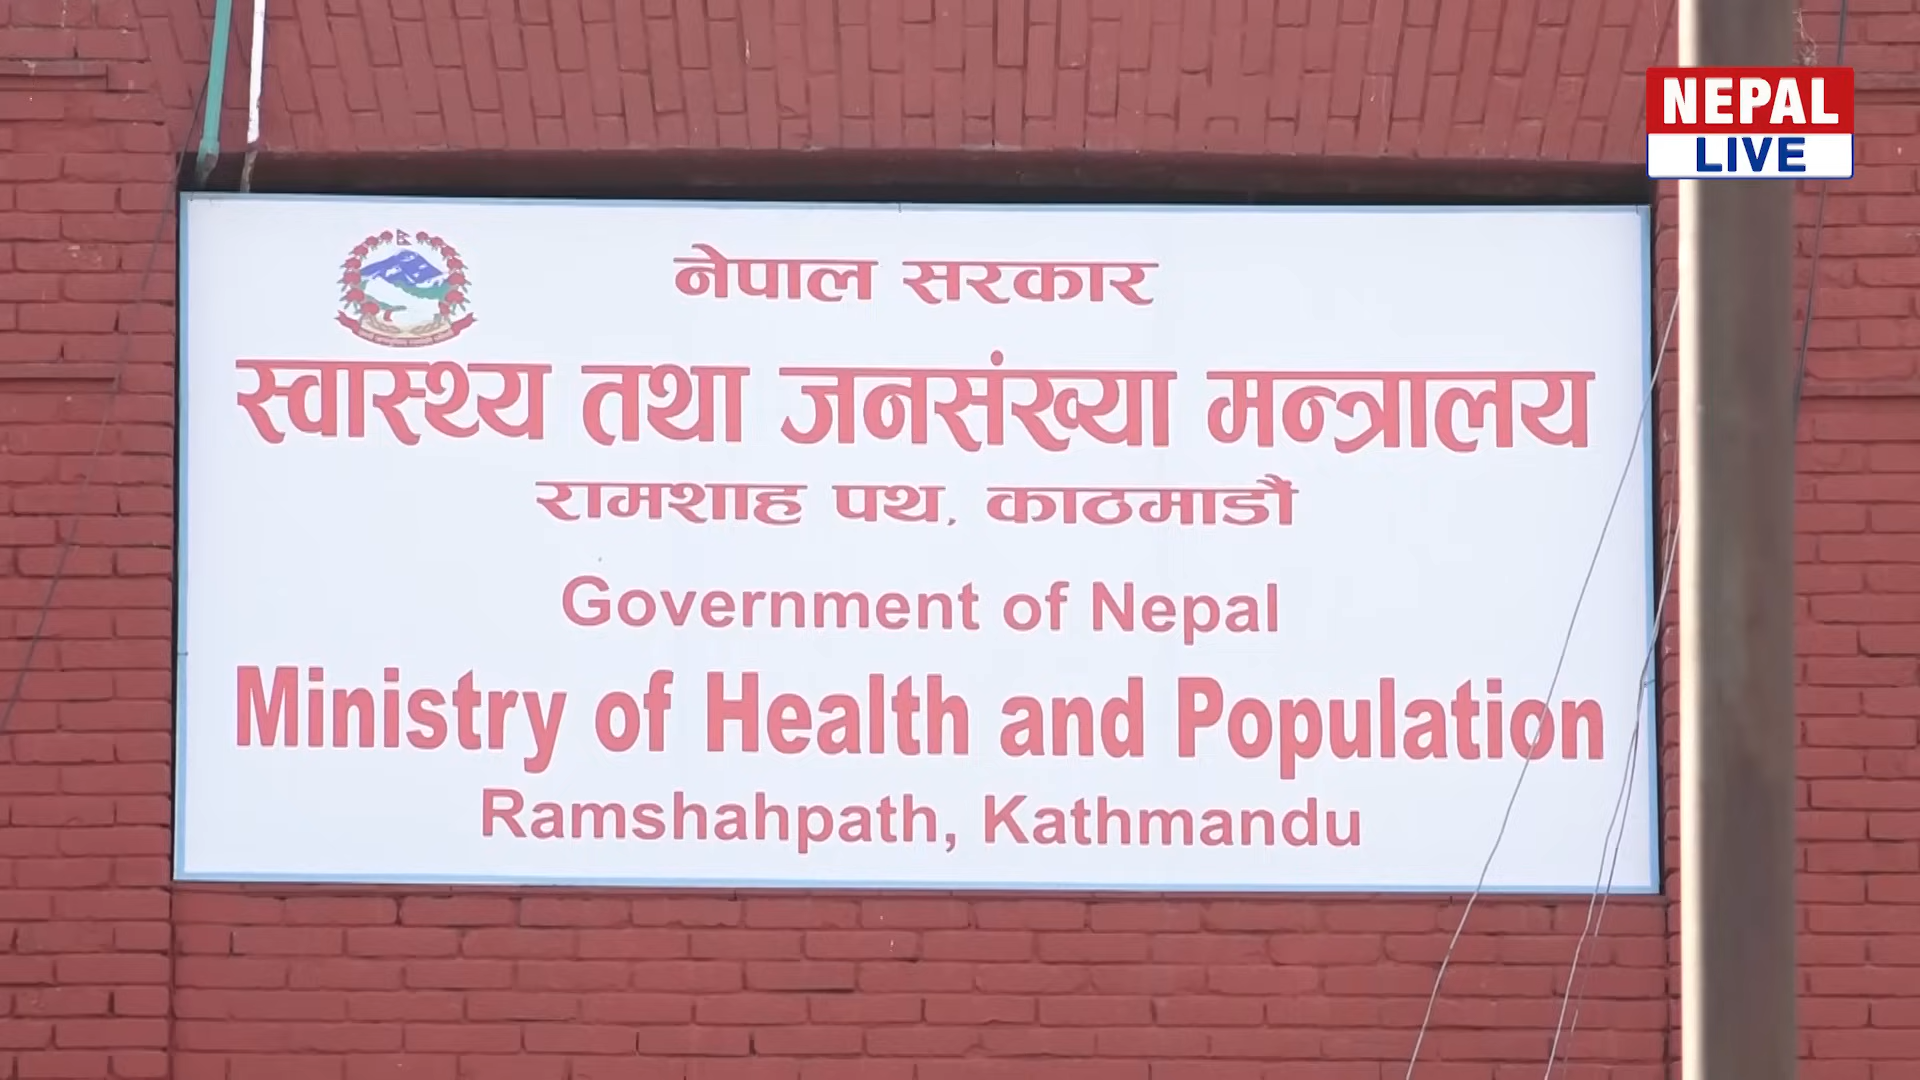 NEPAL
LIVE
नेपाल सरकार
स्वास्थ्य तथा जनसंख्या मन्त्रालय
रामशाह पथ, काठमाडौं
Government of Nepal
Ministry of Health and Population
Ramshahpath, Kathmandu